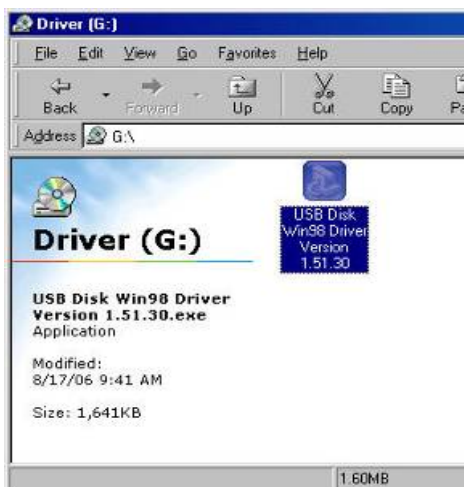 Driver (G:)
File Edit View Go Favorites Help
Back Forward Up Cut Copy Pa
Address G:\
Driver (G:)
USB Disk Win98 Driver
Version 1.51.30.exe
Application
Modified:
8/17/06 9:41 AM
Size: 1,641KB
USB Disk
Win98 Driver
Version
1.51.30
1.60MB